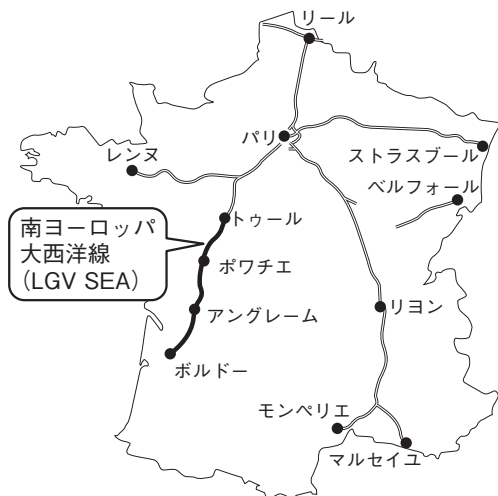 リール
パリ
レンヌ
ストラスブール
ベルフォール
南ヨーロッパ
大西洋線
(LGV SEA)
トゥール
ポワチエ
アングレーム
リヨン
ボルドー
モンペリエ
マルセイユ